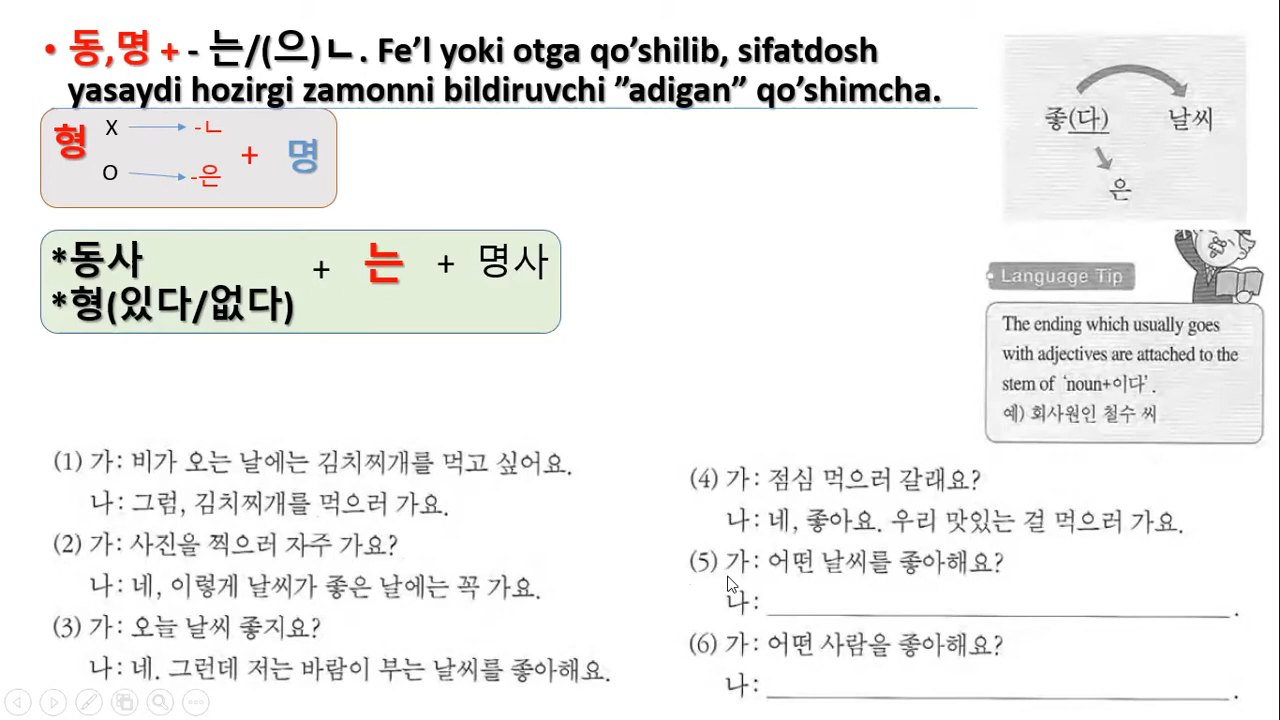 • 동,명 + - 는/(으)ㄴ. Fe’l yoki otga qo’shilib, sifatdosh
yasaydi hozirgi zamonni bildiruvchi ”adigan” qo’shimcha.
형 X -ㄴ + 명
O -은
*동사 + 는 + 명사
*형(있다/없다)
좋(다) 날씨
은
Language Tip
The ending which usually goes
with adjectives are attached to the
stem of ‘noun+이다’.
예) 회사원인 철수 씨
(1) 가: 비가 오는 날에는 김치찌개를 먹고 싶어요.
나: 그럼, 김치찌개를 먹으러 가요.
(2) 가: 사진을 찍으러 자주 가요?
나: 네, 이렇게 날씨가 좋은 날에는 꼭 가요.
(3) 가: 오늘 날씨 좋지요?
나: 네. 그런데 저는 바람이 부는 날씨를 좋아해요.
(4) 가: 점심 먹으러 갈래요?
나: 네, 좋아요. 우리 맛있는 걸 먹으러 가요.
(5) 가: 어떤 날씨를 좋아해요?
나: ______________________________.
(6) 가: 어떤 사람을 좋아해요?
나: ______________________________.